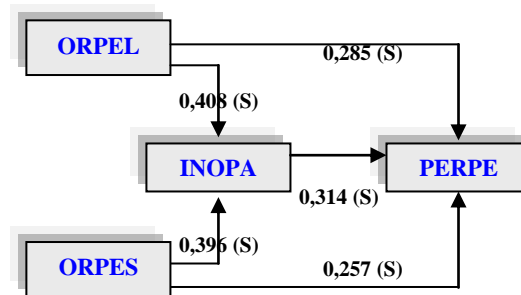 ORPEL
0,285 (S)
0,408 (S)
INOPA
PERPE
0,314 (S)
0,396 (S)
ORPES
0,257 (S)